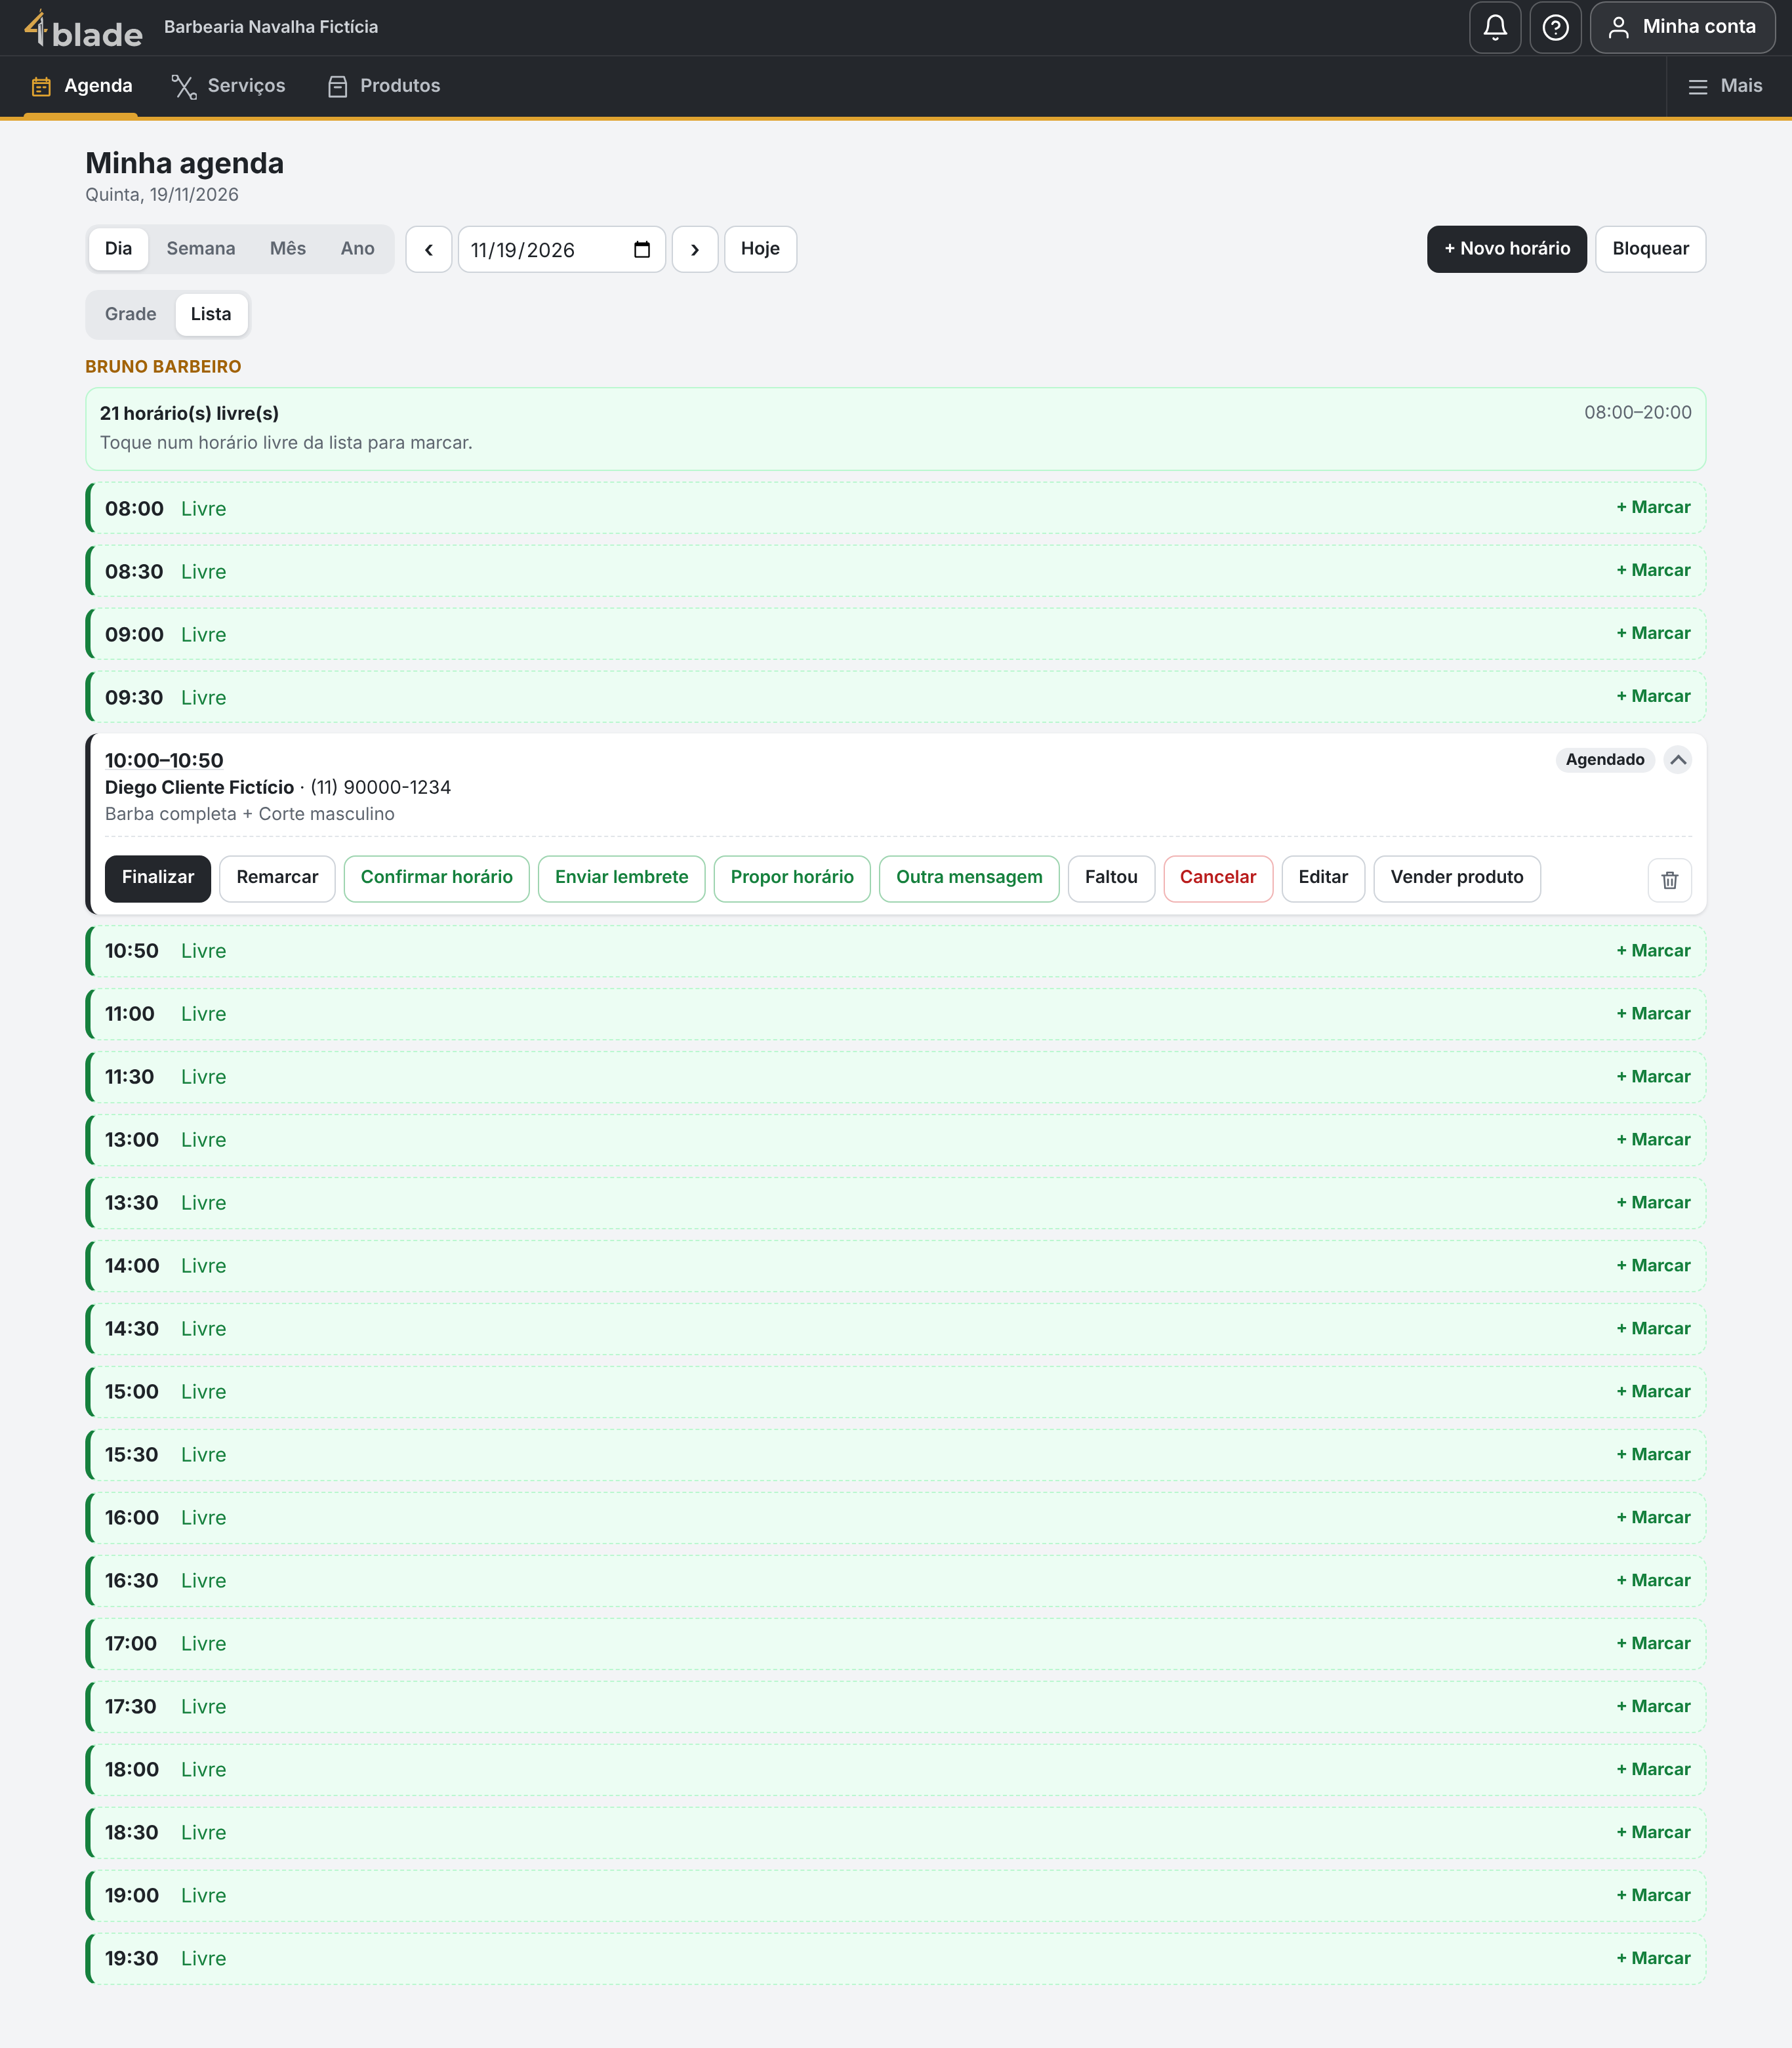 4blade Barbearia Navalha Fictícia
Minha conta
Agenda Serviços Produtos Mais
Minha agenda
Quinta, 19/11/2026
Dia Semana Mês Ano ‹ 11/19/2026 › Hoje + Novo horário Bloquear
Grade Lista
BRUNO BARBEIRO
21 horário(s) livre(s) 08:00–20:00
Toque num horário livre da lista para marcar.
08:00 Livre + Marcar
08:30 Livre + Marcar
09:00 Livre + Marcar
09:30 Livre + Marcar
10:00–10:50 Agendado
Diego Cliente Fictício · (11) 90000-1234
Barba completa + Corte masculino
Finalizar Remarcar Confirmar horário Enviar lembrete Propor horário Outra mensagem Faltou Cancelar Editar Vender produto
10:50 Livre + Marcar
11:00 Livre + Marcar
11:30 Livre + Marcar
13:00 Livre + Marcar
13:30 Livre + Marcar
14:00 Livre + Marcar
14:30 Livre + Marcar
15:00 Livre + Marcar
15:30 Livre + Marcar
16:00 Livre + Marcar
16:30 Livre + Marcar
17:00 Livre + Marcar
17:30 Livre + Marcar
18:00 Livre + Marcar
18:30 Livre + Marcar
19:00 Livre + Marcar
19:30 Livre + Marcar